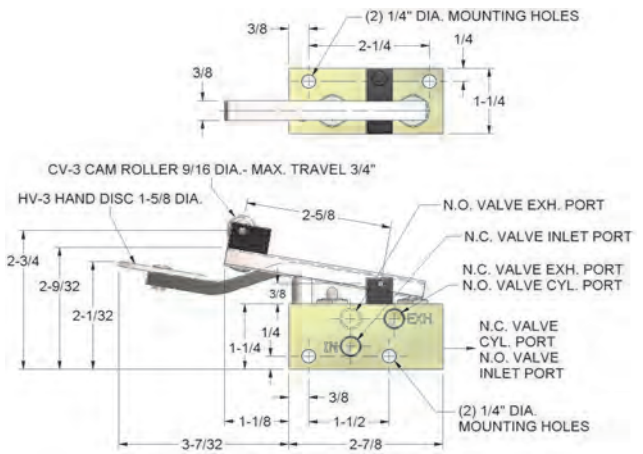 (2) 1/4" DIA. MOUNTING HOLES
3/8
2-1/4
1/4
3/8
1-1/4
CV-3 CAM ROLLER 9/16 DIA.- MAX. TRAVEL 3/4"
HV-3 HAND DISC 1-5/8 DIA.
2-5/8
N.O. VALVE EXH. PORT
N.C. VALVE INLET PORT
2-3/4
2-9/32
2-1/32
3/8
N.C. VALVE EXH. PORT
N.O. VALVE CYL. PORT
EXH.
1-1/4
1/4
IN
N.C. VALVE
CYL. PORT
N.O. VALVE
INLET PORT
3/8
1-1/8
1-1/2
(2) 1/4" DIA.
MOUNTING HOLES
3-7/32
2-7/8